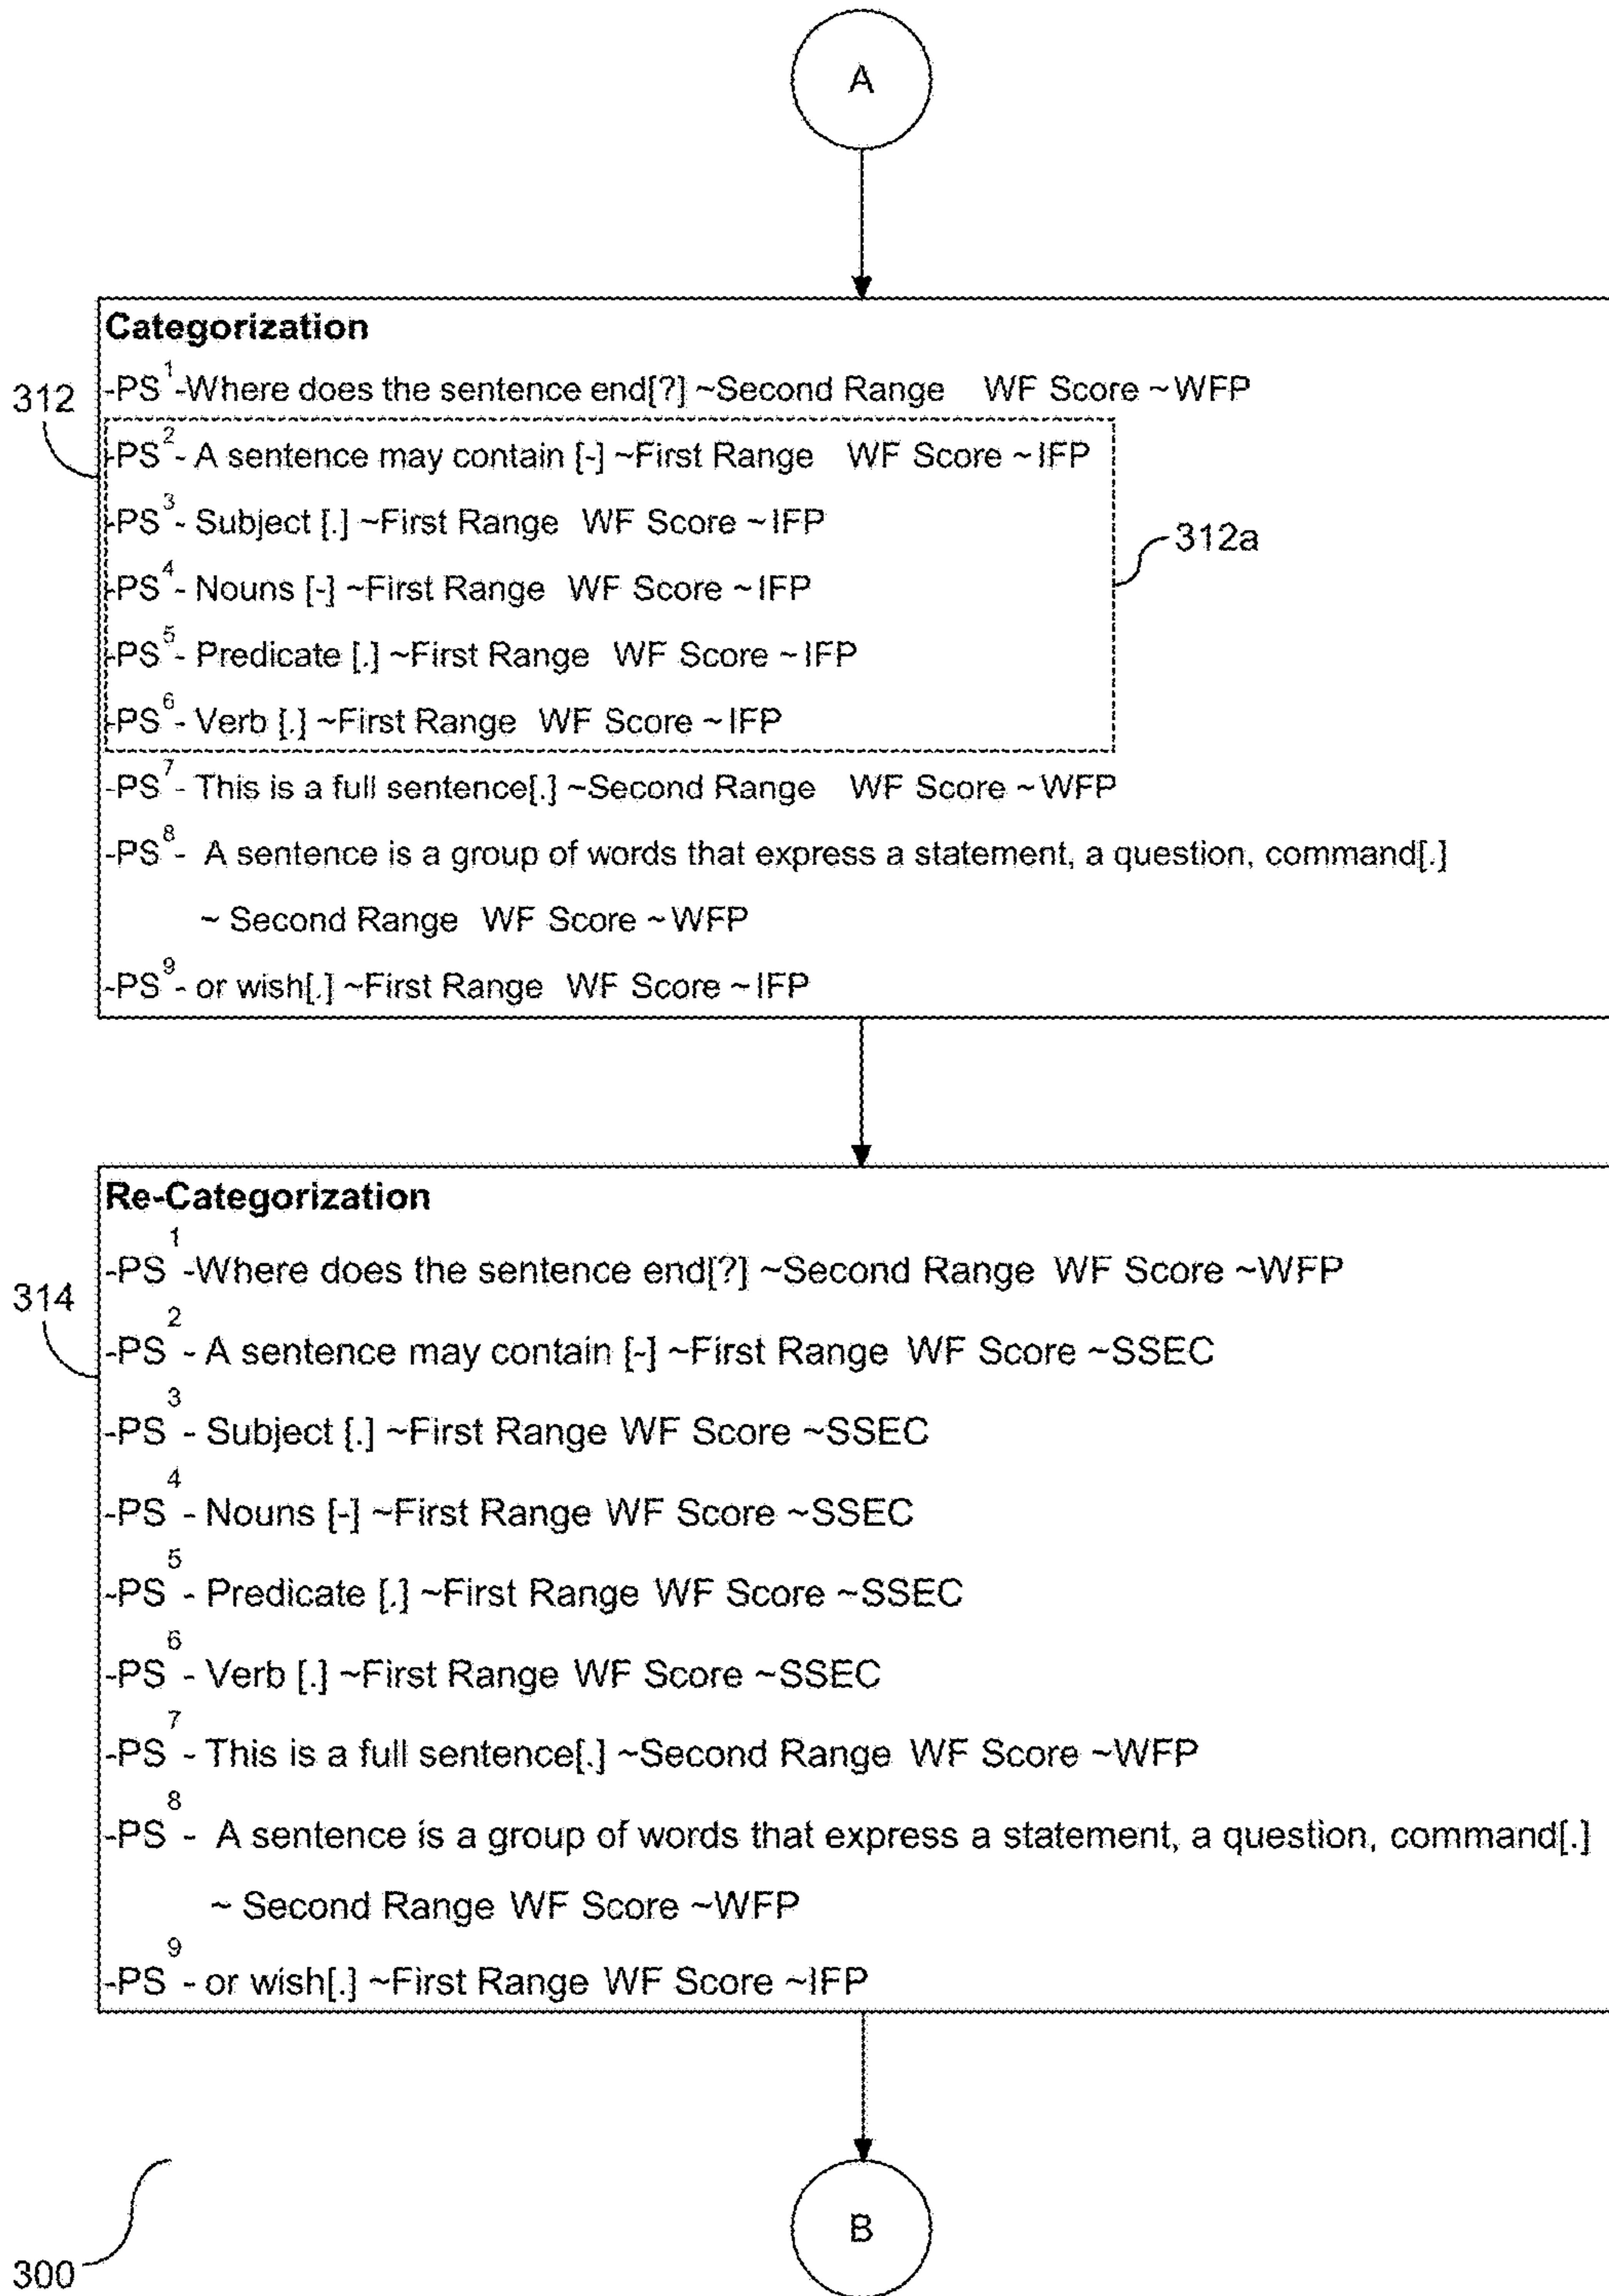 A
Categorization
312
-PS¹-Where does the sentence end[?] ~Second Range WF Score ~WFP
-PS²- A sentence may contain [-] ~First Range WF Score ~IFP
-PS³- Subject [.] ~First Range WF Score ~IFP
312a
-PS⁴- Nouns [-] ~First Range WF Score ~IFP
-PS⁵- Predicate [.] ~First Range WF Score ~IFP
-PS⁶- Verb [.] ~First Range WF Score ~IFP
-PS⁷- This is a full sentence[.] ~Second Range WF Score ~WFP
-PS⁸- A sentence is a group of words that express a statement, a question, command[.]
~ Second Range WF Score ~WFP
-PS⁹- or wish[.] ~First Range WF Score ~IFP
Re-Categorization
-PS¹-Where does the sentence end[?] ~Second Range WF Score ~WFP
314
-PS²- A sentence may contain [-] ~First Range WF Score ~SSEC
-PS³- Subject [.] ~First Range WF Score ~SSEC
-PS⁴- Nouns [-] ~First Range WF Score ~SSEC
-PS⁵- Predicate [.] ~First Range WF Score ~SSEC
-PS⁶- Verb [.] ~First Range WF Score ~SSEC
-PS⁷- This is a full sentence[.] ~Second Range WF Score ~WFP
-PS⁸- A sentence is a group of words that express a statement, a question, command[.]
~ Second Range WF Score ~WFP
-PS⁹- or wish[.] ~First Range WF Score ~IFP
B
300